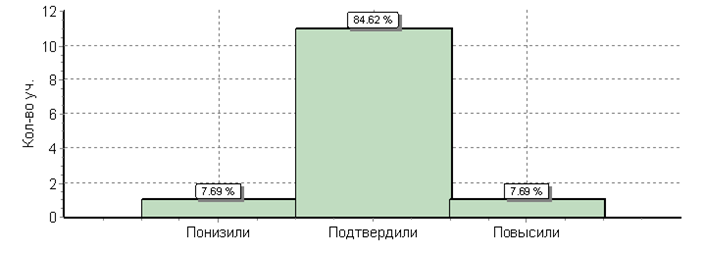 Кол-во уч.
12
10
8
6
4
2
0
7.69 %
84.62 %
7.69 %
Понизили
Подтвердили
Повысили